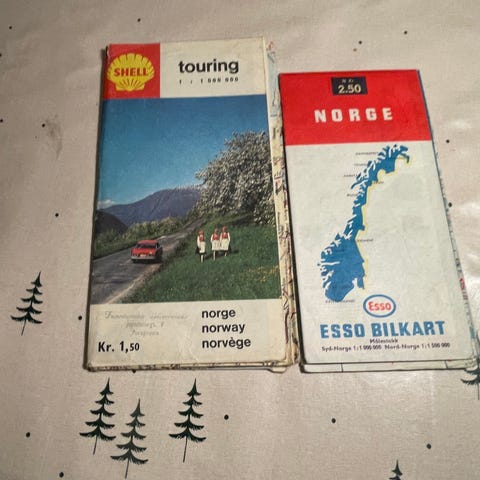 SHELL
touring
1 : 1 000 000
norge
norway
norvège
Kr. 1,50
N Kr
2.50
NORGE
Esso
ESSO BILKART
Målestokk
Syd-Norge 1:1 000 000 Nord-Norge 1:1 500 000